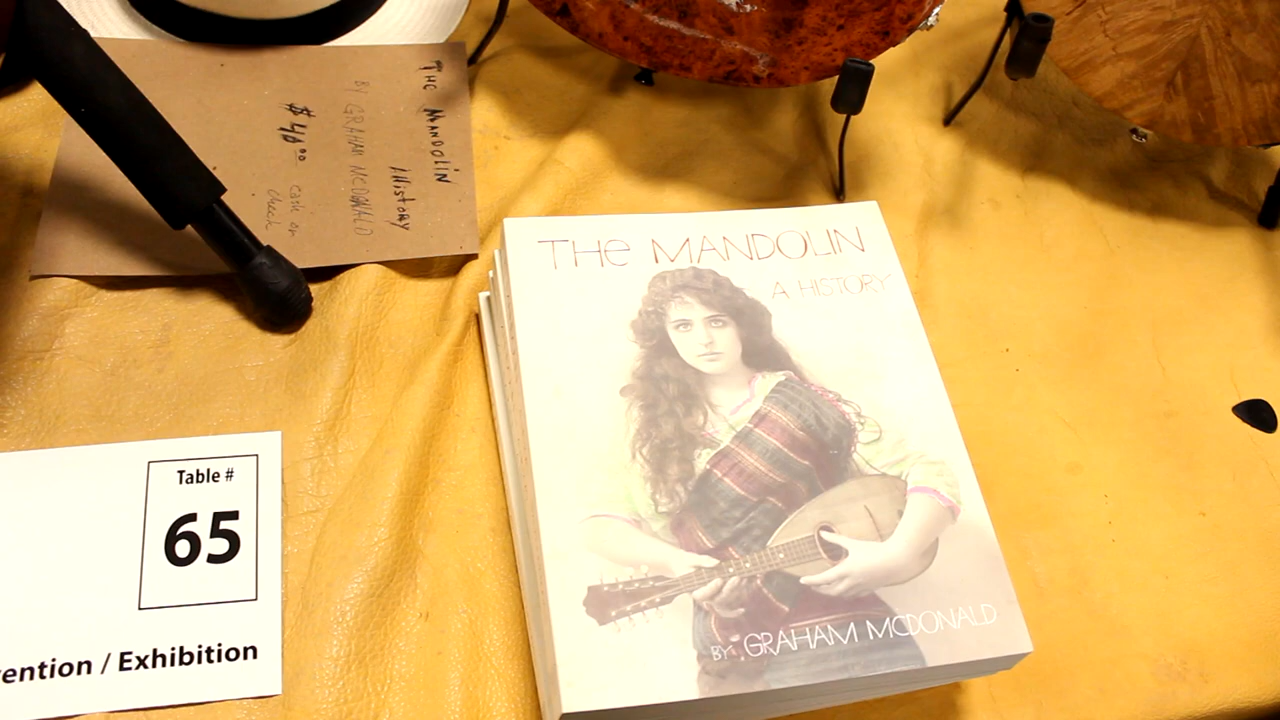 THE MANDOLIN
A HISTORY
BY GRAHAM MCDONALD
THE MANDOLIN
A HISTORY
BY GRAHAM MCDONALD
$40.00 cash or
check
Table #
65
/ Exhibition